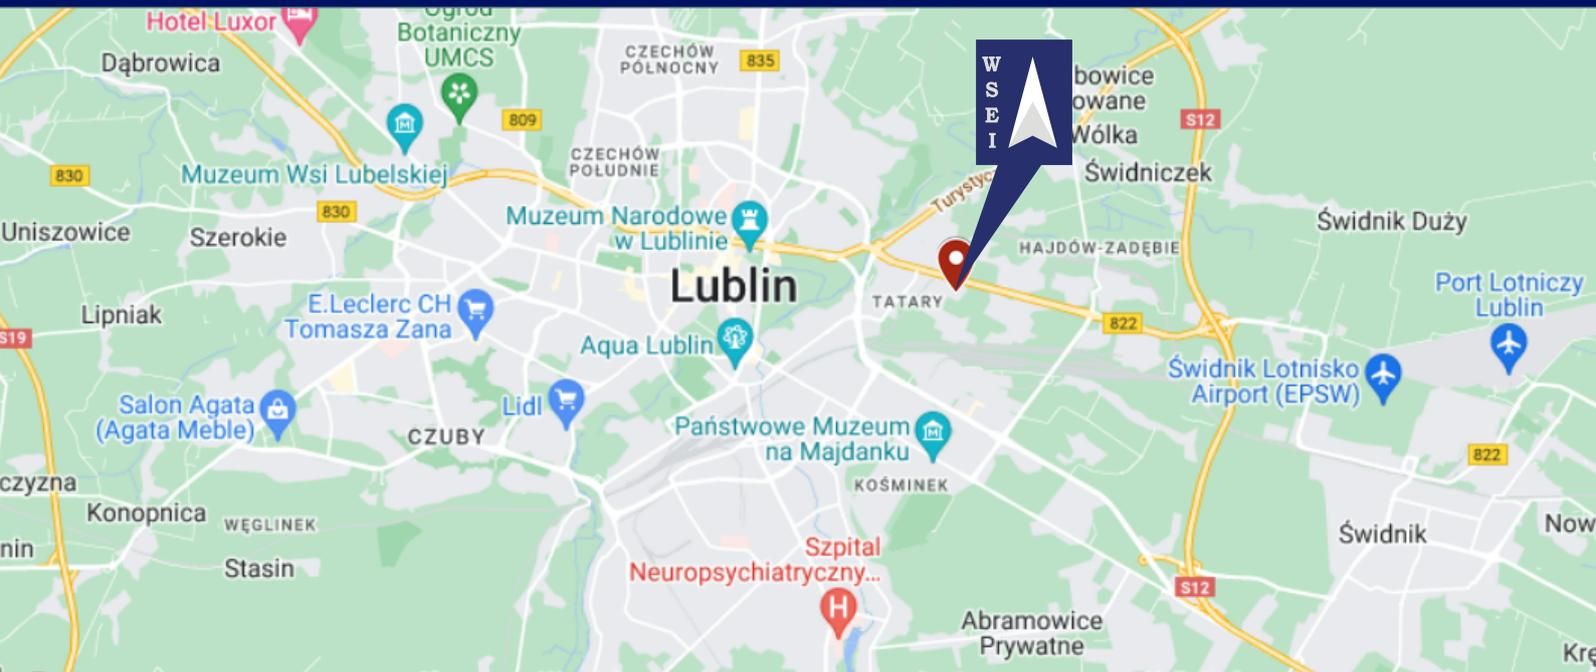 Hotel Luxor
Ogród
Botaniczny
UMCS
Dąbrowica
CZECHÓW
PÓŁNOCNY
835
W
S
E
I
bowice
owane
Wólka
S12
809
CZECHÓW
POŁUDNIE
Świdniczek
830
Muzeum Wsi Lubelskiej
830
Uniszowice
Szerokie
Muzeum Narodowe
w Lublinie
Turystyc
HAJDÓW-ZADĘBIE
Świdnik Duży
Lublin
TATARY
822
Port Lotniczy
Lublin
E.Leclerc CH
Tomasza Zana
Lipniak
S19
Aqua Lublin
Świdnik Lotnisko
Airport (EPSW)
Salon Agata
(Agata Meble)
Lidl
CZUBY
Państwowe Muzeum
na Majdanku
822
KOŚMINEK
czyzna
Konopnica
WĘGLINEK
Świdnik
Now
nin
Stasin
Szpital
Neuropsychiatryczny...
H
S12
Abramowice
Prywatne
Krę